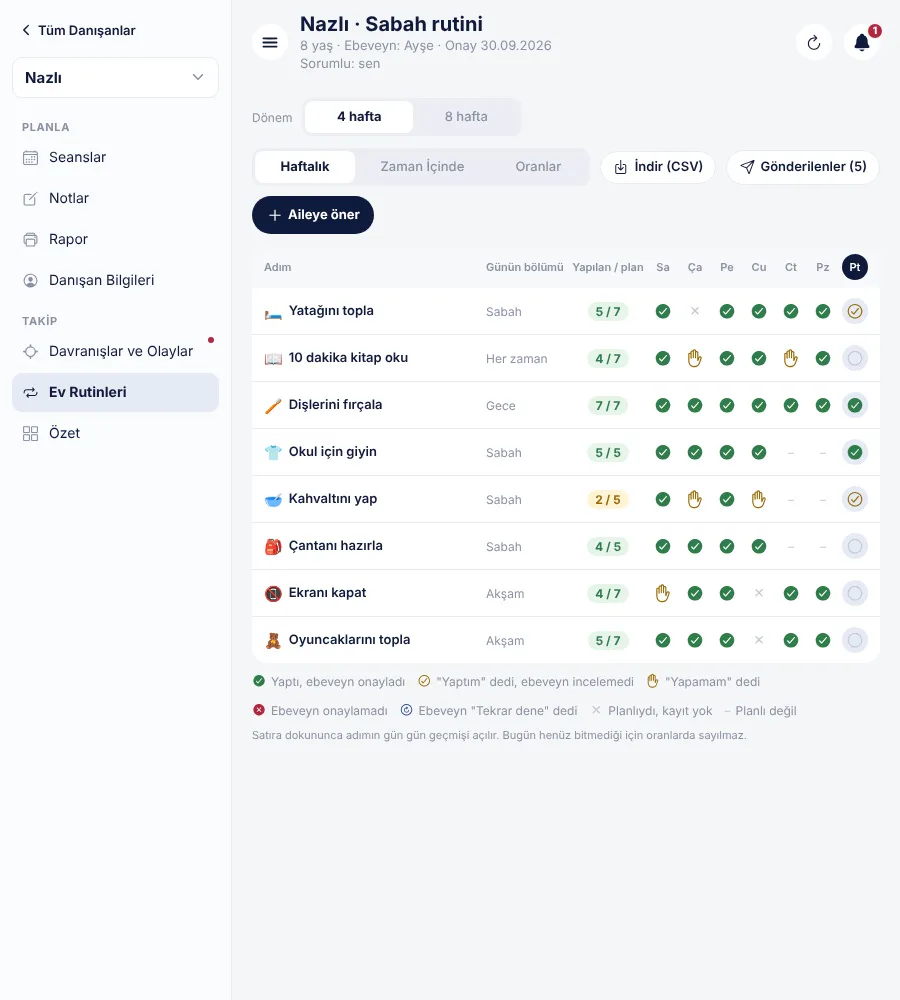 Tüm Danışanlar
Nazlı
PLANLA
Seanslar
Notlar
Rapor
Danışan Bilgileri
TAKİP
Davranışlar ve Olaylar
Ev Rutinleri
Özet
Nazlı · Sabah rutini
8 yaş · Ebeveyn: Ayşe · Onay 30.09.2026
Sorumlu: sen
1
Dönem 4 hafta 8 hafta
Haftalık Zaman İçinde Oranlar İndir (CSV) Gönderilenler (5)
+ Aileye öner
Adım Günün bölümü Yapılan / plan Sa Ça Pe Cu Ct Pz Pt
Yatağını topla Sabah 5 / 7
10 dakika kitap oku Her zaman 4 / 7
Dişlerini fırçala Gece 7 / 7
Okul için giyin Sabah 5 / 5 – –
Kahvaltını yap Sabah 2 / 5 – –
Çantanı hazırla Sabah 4 / 5 – –
Ekranı kapat Akşam 4 / 7
Oyuncaklarını topla Akşam 5 / 7
Yaptı, ebeveyn onayladı "Yaptım" dedi, ebeveyn incelemedi "Yapamam" dedi
Ebeveyn onaylamadı Ebeveyn "Tekrar dene" dedi Planlıydı, kayıt yok – Planlı değil
Satıra dokununca adımın gün gün geçmişi açılır. Bugün henüz bitmediği için oranlarda sayılmaz.